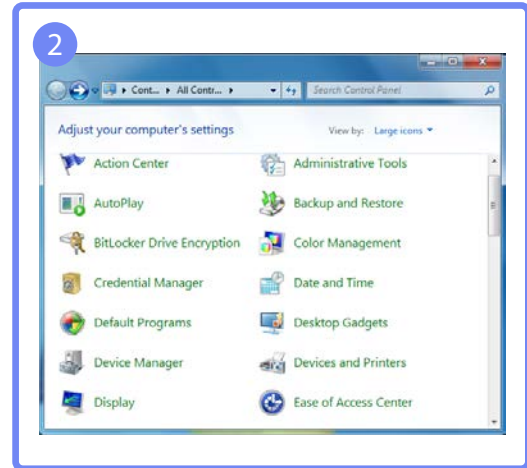 2
Cont... All Contr...
Search Control Panel
Adjust your computer's settings
View by: Large icons
Action Center
Administrative Tools
AutoPlay
Backup and Restore
BitLocker Drive Encryption
Color Management
Credential Manager
Date and Time
Default Programs
Desktop Gadgets
Device Manager
Devices and Printers
Display
Ease of Access Center